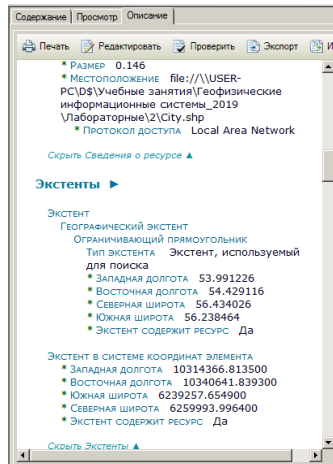 Содержание Просмотр Описание
Печать Редактировать Проверить Экспорт И
* РАЗМЕР 0.146
* МЕСТОПОЛОЖЕНИЕ file://\\USER-
PC\D$\Учебные занятия\Геофизические
информационные системы_2019
\Лабораторные\2\City.shp
* ПРОТОКОЛ ДОСТУПА Local Area Network
Скрыть Сведения о ресурсе ▲
Экстенты ►
ЭКСТЕНТ
ГЕОГРАФИЧЕСКИЙ ЭКСТЕНТ
ОГРАНИЧИВАЮЩИЙ ПРЯМОУГОЛЬНИК
ТИП ЭКСТЕНТА Экстент, используемый
для поиска
* ЗАПАДНАЯ ДОЛГОТА 53.991226
* ВОСТОЧНАЯ ДОЛГОТА 54.429116
* СЕВЕРНАЯ ШИРОТА 56.434026
* ЮЖНАЯ ШИРОТА 56.238464
* ЭКСТЕНТ СОДЕРЖИТ РЕСУРС Да
ЭКСТЕНТ В СИСТЕМЕ КООРДИНАТ ЭЛЕМЕНТА
* ЗАПАДНАЯ ДОЛГОТА 10314366.813500
* ВОСТОЧНАЯ ДОЛГОТА 10340641.839300
* ЮЖНАЯ ШИРОТА 6239257.654900
* СЕВЕРНАЯ ШИРОТА 6259993.996400
* ЭКСТЕНТ СОДЕРЖИТ РЕСУРС Да
Скрыть Экстенты ▲